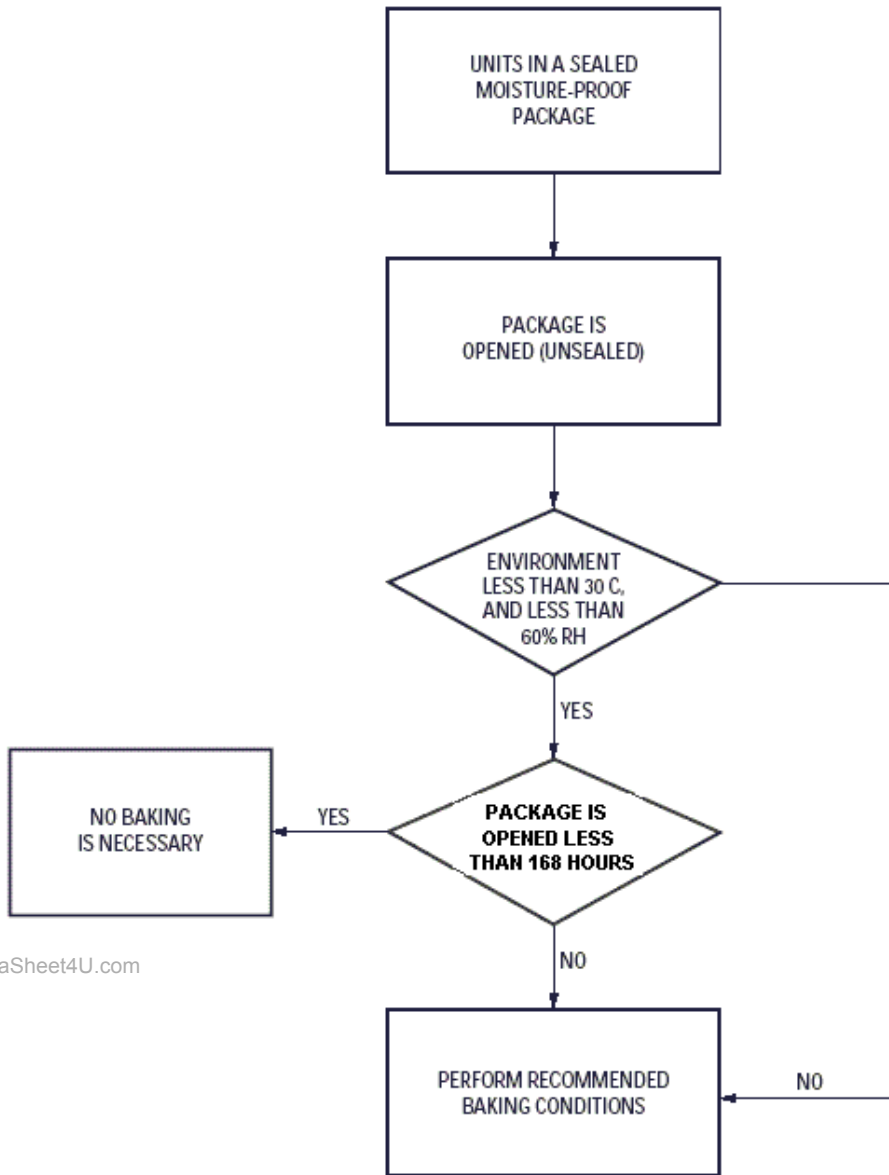 UNITS IN A SEALED
MOISTURE-PROOF
PACKAGE
PACKAGE IS
OPENED (UNSEALED)
ENVIRONMENT
LESS THAN 30 C,
AND LESS THAN
60% RH
YES
PACKAGE IS
OPENED LESS
THAN 168 HOURS
YES
NO BAKING
IS NECESSARY
aSheet4U.com
NO
PERFORM RECOMMENDED
BAKING CONDITIONS
NO